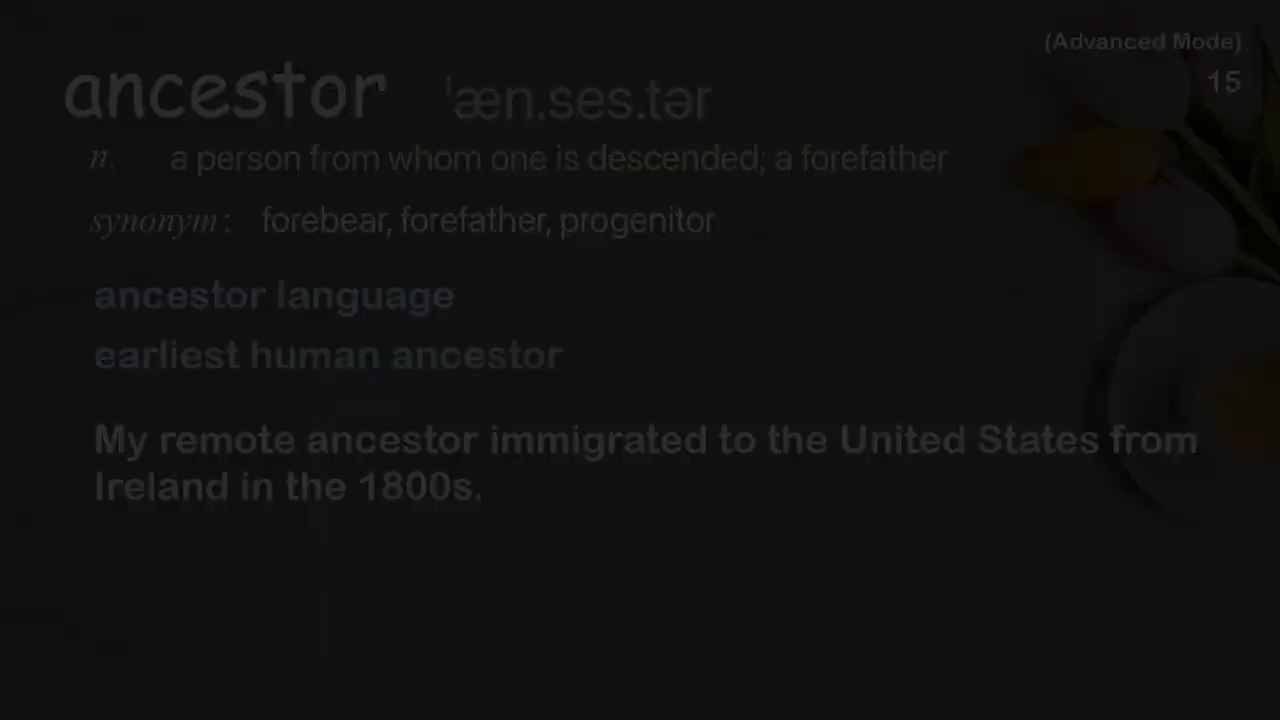 (Advanced Mode)
ancestor ˈæn.ses.tər
15
n. a person from whom one is descended; a forefather
synonym: forebear, forefather, progenitor
ancestor language
earliest human ancestor
My remote ancestor immigrated to the United States from
Ireland in the 1800s.